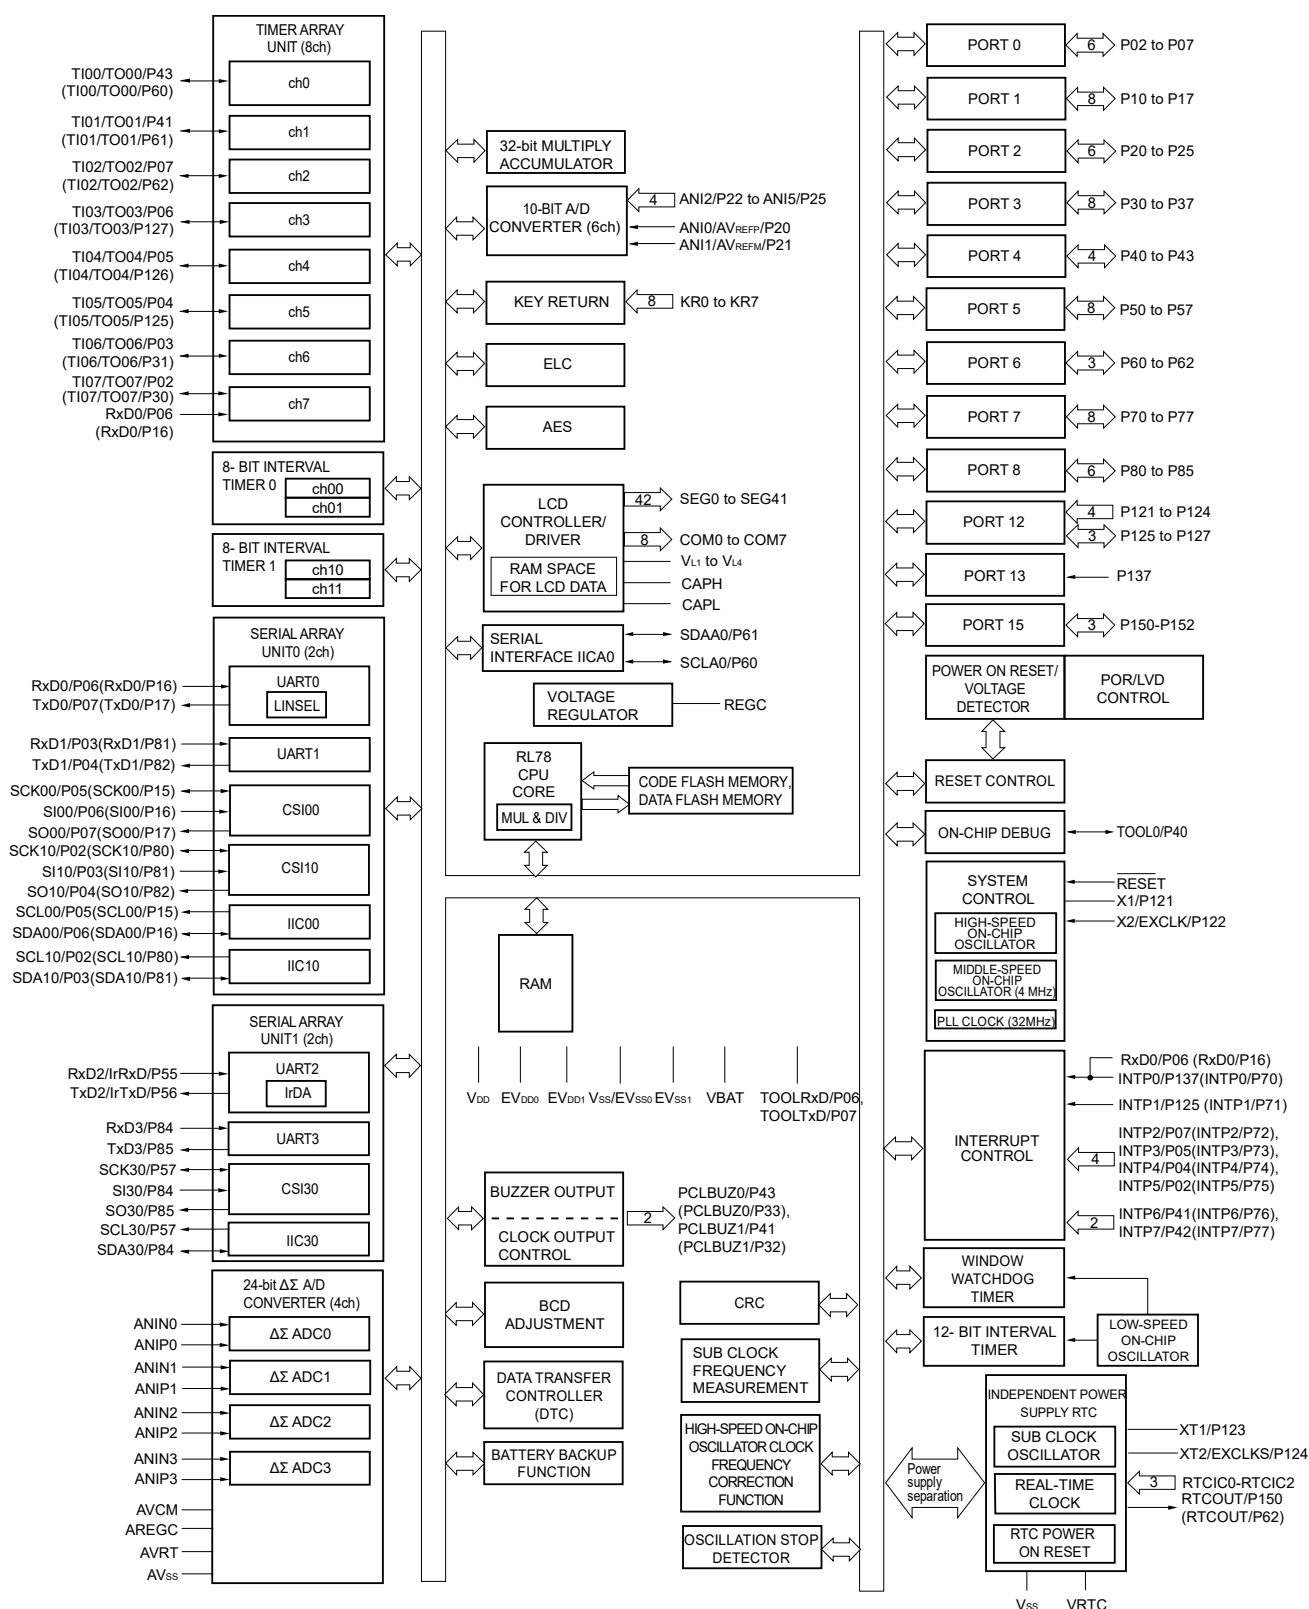 TIMER ARRAY
UNIT (8ch)
TI00/TO00/P43
(TI00/TO00/P60)
ch0
TI01/TO01/P41
(TI01/TO01/P61)
ch1
TI02/TO02/P07
(TI02/TO02/P62)
ch2
TI03/TO03/P06
(TI03/TO03/P127)
ch3
TI04/TO04/P05
(TI04/TO04/P126)
ch4
TI05/TO05/P04
(TI05/TO05/P125)
ch5
TI06/TO06/P03
(TI06/TO06/P31)
ch6
TI07/TO07/P02
(TI07/TO07/P30)
RxD0/P06
(RxD0/P16)
ch7
8- BIT INTERVAL
TIMER 0
ch00
ch01
8- BIT INTERVAL
TIMER 1
ch10
ch11
SERIAL ARRAY
UNIT0 (2ch)
RxD0/P06(RxD0/P16)
TxD0/P07(TxD0/P17)
UART0
LINSEL
RxD1/P03(RxD1/P81)
TxD1/P04(TxD1/P82)
UART1
SCK00/P05(SCK00/P15)
SI00/P06(SI00/P16)
SO00/P07(SO00/P17)
CSI00
SCK10/P02(SCK10/P80)
SI10/P03(SI10/P81)
SO10/P04(SO10/P82)
CSI10
SCL00/P05(SCL00/P15)
SDA00/P06(SDA00/P16)
IIC00
SCL10/P02(SCL10/P80)
SDA10/P03(SDA10/P81)
IIC10
SERIAL ARRAY
UNIT1 (2ch)
RxD2/IrRxD/P55
TxD2/IrTxD/P56
UART2
IrDA
RxD3/P84
TxD3/P85
UART3
SCK30/P57
SI30/P84
SO30/P85
CSI30
SCL30/P57
SDA30/P84
IIC30
24-bit ΔΣ A/D
CONVERTER (4ch)
ANIN0
ANIP0
ΔΣ ADC0
ANIN1
ANIP1
ΔΣ ADC1
ANIN2
ANIP2
ΔΣ ADC2
ANIN3
ANIP3
ΔΣ ADC3
AVCM
AREGC
AVRT
AVss
32-bit MULTIPLY
ACCUMULATOR
10-BIT A/D
CONVERTER (6ch)
4
ANI2/P22 to ANI5/P25
ANI0/AVREFP/P20
ANI1/AVREFM/P21
KEY RETURN
8
KR0 to KR7
ELC
AES
LCD
CONTROLLER/
DRIVER
RAM SPACE
FOR LCD DATA
42
SEG0 to SEG41
8
COM0 to COM7
VL1 to VL4
CAPH
CAPL
SERIAL
INTERFACE IICA0
SDAA0/P61
SCLA0/P60
VOLTAGE
REGULATOR
REGC
RL78
CPU
CORE
MUL & DIV
CODE FLASH MEMORY,
DATA FLASH MEMORY
RAM
VDD
EVDD0
EVDD1
Vss/EVSS0
EVSS1
VBAT
TOOLRxD/P06,
TOOLTxD/P07
BUZZER OUTPUT
CLOCK OUTPUT
CONTROL
2
PCLBUZ0/P43
(PCLBUZ0/P33),
PCLBUZ1/P41
(PCLBUZ1/P32)
BCD
ADJUSTMENT
DATA TRANSFER
CONTROLLER
(DTC)
BATTERY BACKUP
FUNCTION
CRC
SUB CLOCK
FREQUENCY
MEASUREMENT
HIGH-SPEED ON-CHIP
OSCILLATOR CLOCK
FREQUENCY
CORRECTION
FUNCTION
OSCILLATION STOP
DETECTOR
PORT 0
6
P02 to P07
PORT 1
8
P10 to P17
PORT 2
6
P20 to P25
PORT 3
8
P30 to P37
PORT 4
4
P40 to P43
PORT 5
8
P50 to P57
PORT 6
3
P60 to P62
PORT 7
8
P70 to P77
PORT 8
6
P80 to P85
PORT 12
4
P121 to P124
3
P125 to P127
PORT 13
P137
PORT 15
3
P150-P152
POWER ON RESET/
VOLTAGE
DETECTOR
POR/LVD
CONTROL
RESET CONTROL
ON-CHIP DEBUG
TOOL0/P40
SYSTEM
CONTROL
RESET
X1/P121
X2/EXCLK/P122
HIGH-SPEED
ON-CHIP
OSCILLATOR
MIDDLE-SPEED
ON-CHIP
OSCILLATOR (4 MHz)
PLL CLOCK (32MHz)
INTERRUPT
CONTROL
RxD0/P06 (RxD0/P16)
INTP0/P137(INTP0/P70)
INTP1/P125 (INTP1/P71)
4
INTP2/P07(INTP2/P72),
INTP3/P05(INTP3/P73),
INTP4/P04(INTP4/P74),
INTP5/P02(INTP5/P75)
2
INTP6/P41(INTP6/P76),
INTP7/P42(INTP7/P77)
WINDOW
WATCHDOG
TIMER
12- BIT INTERVAL
TIMER
LOW-SPEED
ON-CHIP
OSCILLATOR
Power
supply
separation
INDEPENDENT POWER
SUPPLY RTC
SUB CLOCK
OSCILLATOR
REAL-TIME
CLOCK
RTC POWER
ON RESET
XT1/P123
XT2/EXCLKS/P124
3
RTCIC0-RTCIC2
RTCOUT/P150
(RTCOUT/P62)
Vss
VRTC